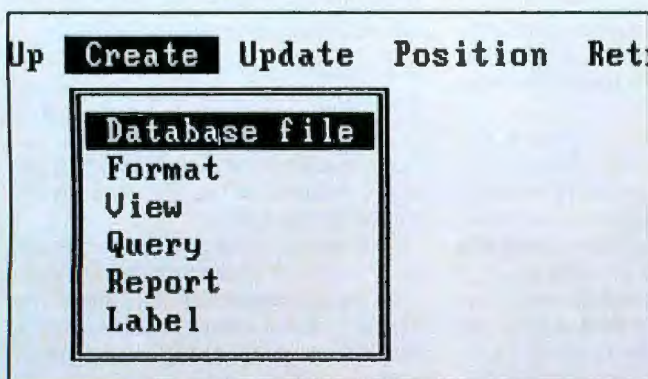 Up Create Update Position Retr
Database file
Format
View
Query
Report
Label